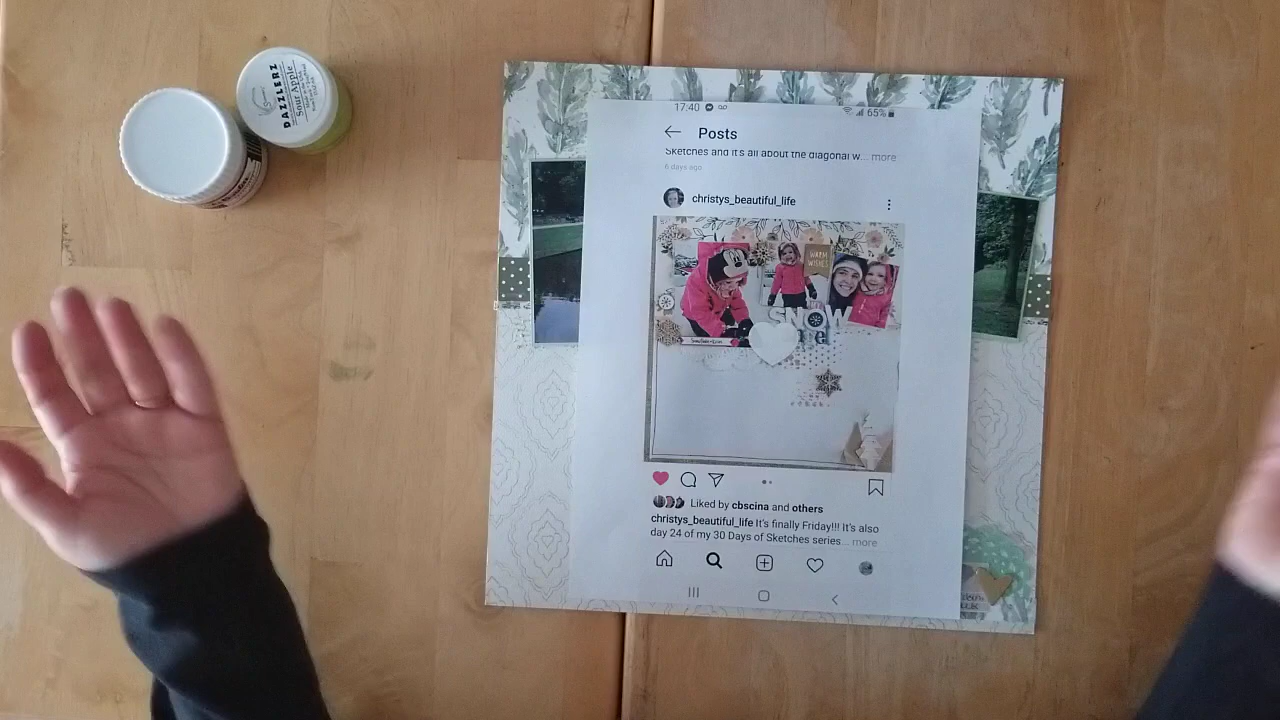 DAZZLERZ
Sour Apple
17:40
65%
Posts
Sketches and it's all about the diagonal w... more
6 days ago
christys_beautiful_life
WARM
WISHES
SNOW
Liked by cbscina and others
christys_beautiful_life It's finally Friday!!! It's also
day 24 of my 30 Days of Sketches series... more